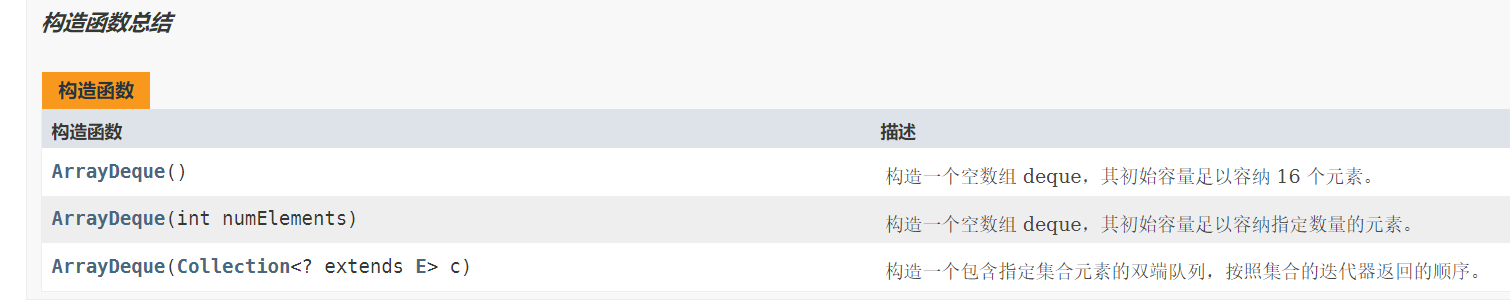 构造函数总结
构造函数
构造函数 描述
ArrayDeque() 构造一个空数组 deque，其初始容量足以容纳 16 个元素。
ArrayDeque(int numElements) 构造一个空数组 deque，其初始容量足以容纳指定数量的元素。
ArrayDeque(Collection<? extends E> c) 构造一个包含指定集合元素的双端队列，按照集合的迭代器返回的顺序。